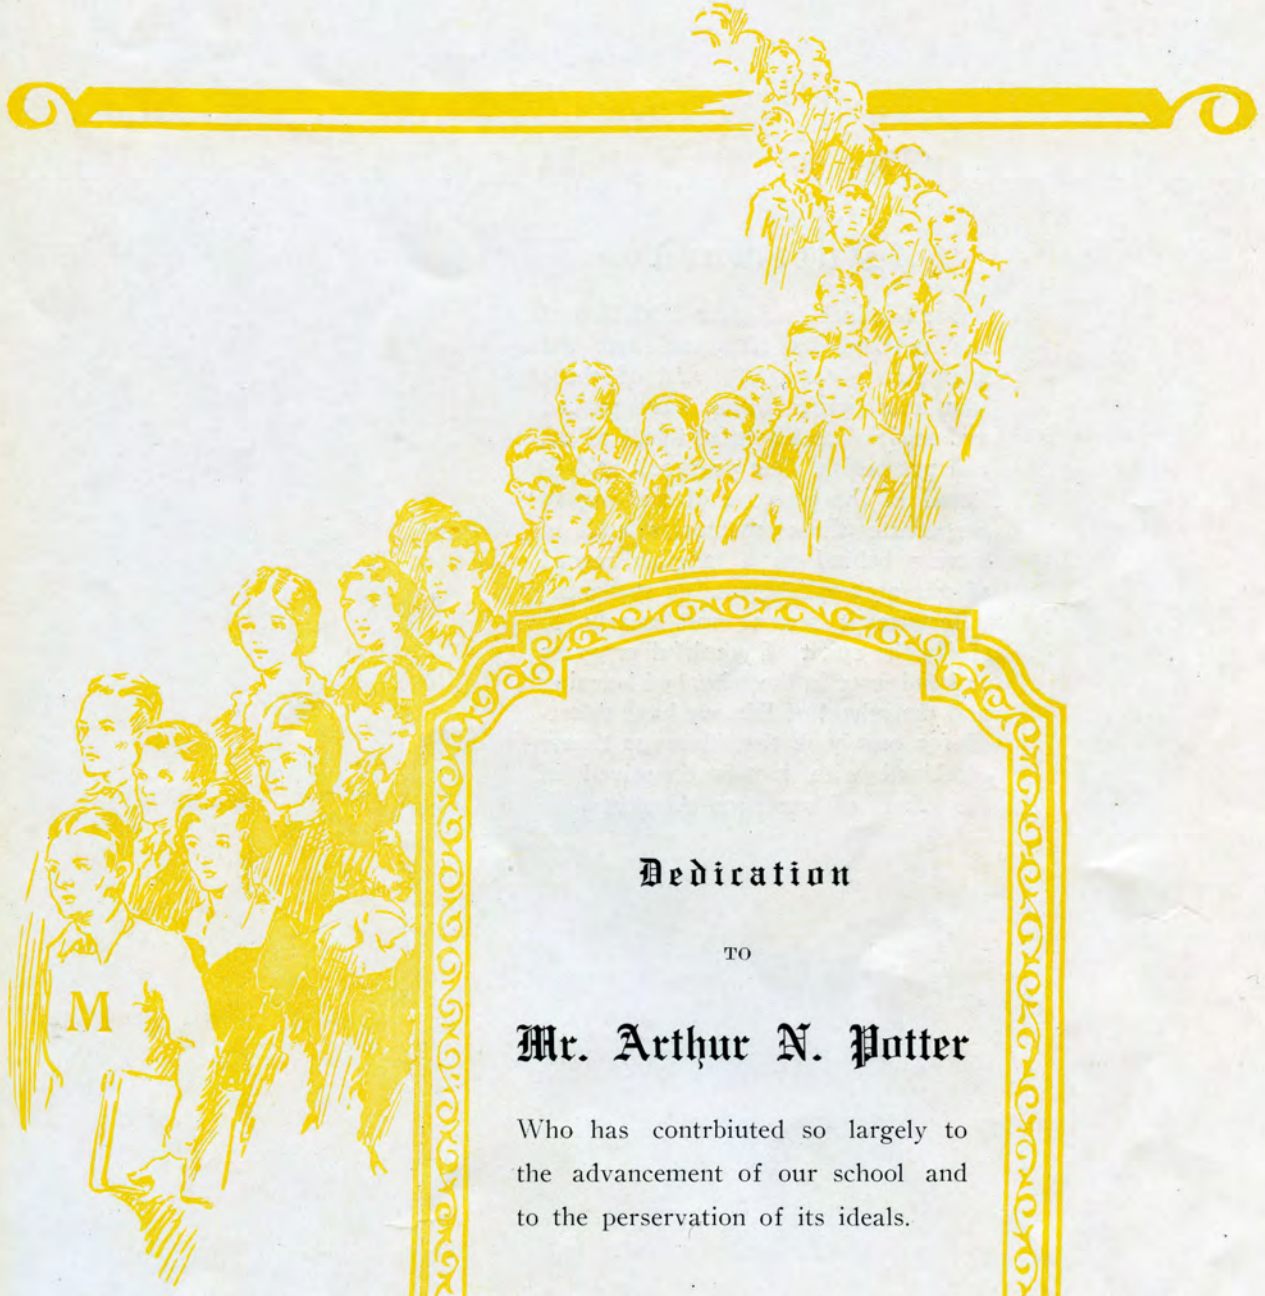 Dedication
TO
Mr. Arthur N. Potter
Who has contrbiuted so largely to
the advancement of our school and
to the perservation of its ideals.
M